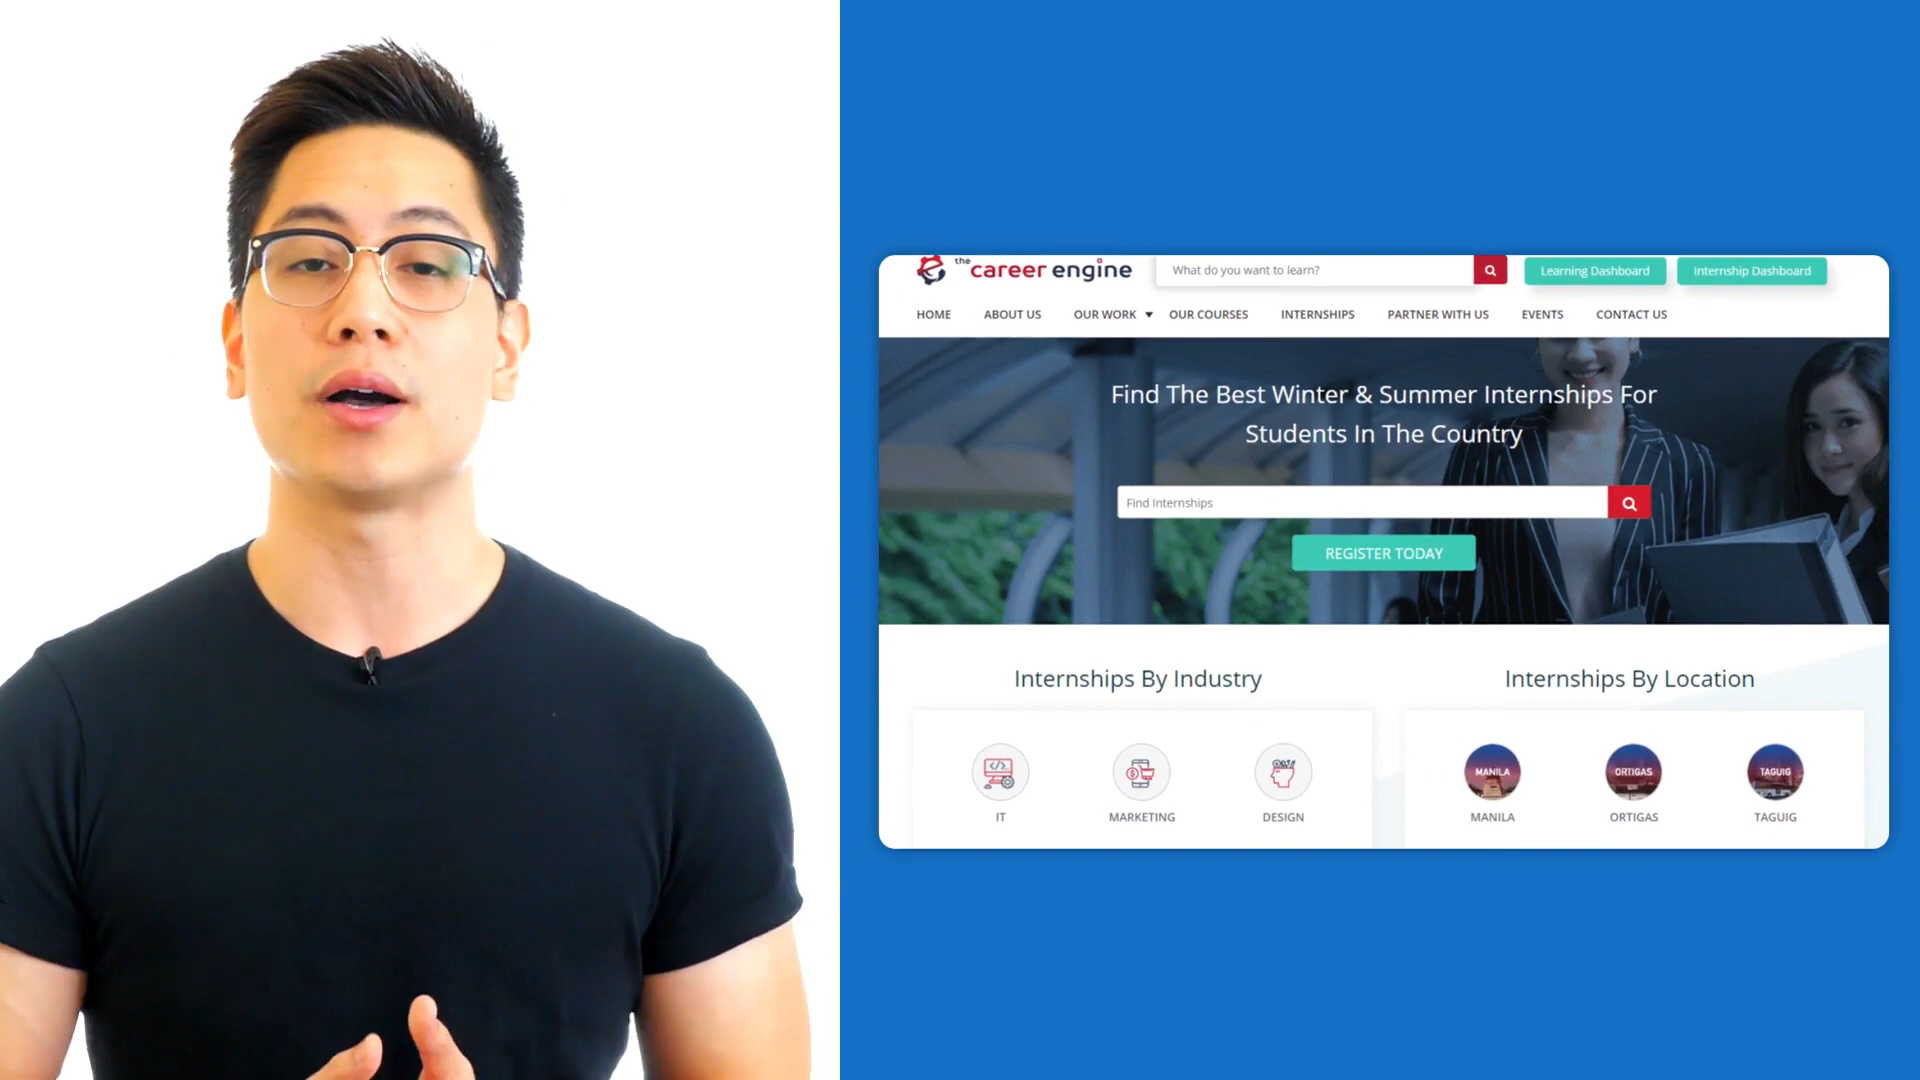 the career engine
What do you want to learn?
Learning Dashboard
Internship Dashboard
HOME
ABOUT US
OUR WORK
OUR COURSES
INTERNSHIPS
PARTNER WITH US
EVENTS
CONTACT US
Find The Best Winter & Summer Internships For
Students In The Country
Find Internships
REGISTER TODAY
Internships By Industry
IT
MARKETING
DESIGN
Internships By Location
MANILA
ORTIGAS
TAGUIG
MANILA
ORTIGAS
TAGUIG